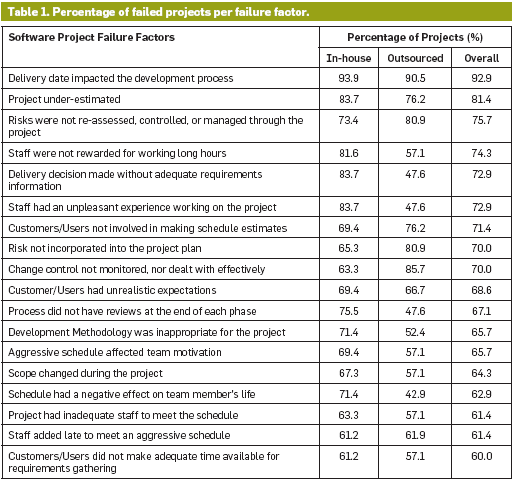 Table 1. Percentage of failed projects per failure factor.
Software Project Failure Factors Percentage of Projects (%)
In-house Outsourced Overall
Delivery date impacted the development process 93.9 90.5 92.9
Project under-estimated 83.7 76.2 81.4
Risks were not re-assessed, controlled, or managed through the
project 73.4 80.9 75.7
Staff were not rewarded for working long hours 81.6 57.1 74.3
Delivery decision made without adequate requirements
information 83.7 47.6 72.9
Staff had an unpleasant experience working on the project 83.7 47.6 72.9
Customers/Users not involved in making schedule estimates 69.4 76.2 71.4
Risk not incorporated into the project plan 65.3 80.9 70.0
Change control not monitored, nor dealt with effectively 63.3 85.7 70.0
Customer/Users had unrealistic expectations 69.4 66.7 68.6
Process did not have reviews at the end of each phase 75.5 47.6 67.1
Development Methodology was inappropriate for the project 71.4 52.4 65.7
Aggressive schedule affected team motivation 69.4 57.1 65.7
Scope changed during the project 67.3 57.1 64.3
Schedule had a negative effect on team member's life 71.4 42.9 62.9
Project had inadequate staff to meet the schedule 63.3 57.1 61.4
Staff added late to meet an aggressive schedule 61.2 61.9 61.4
Customers/Users did not make adequate time available for
requirements gathering 61.2 57.1 60.0